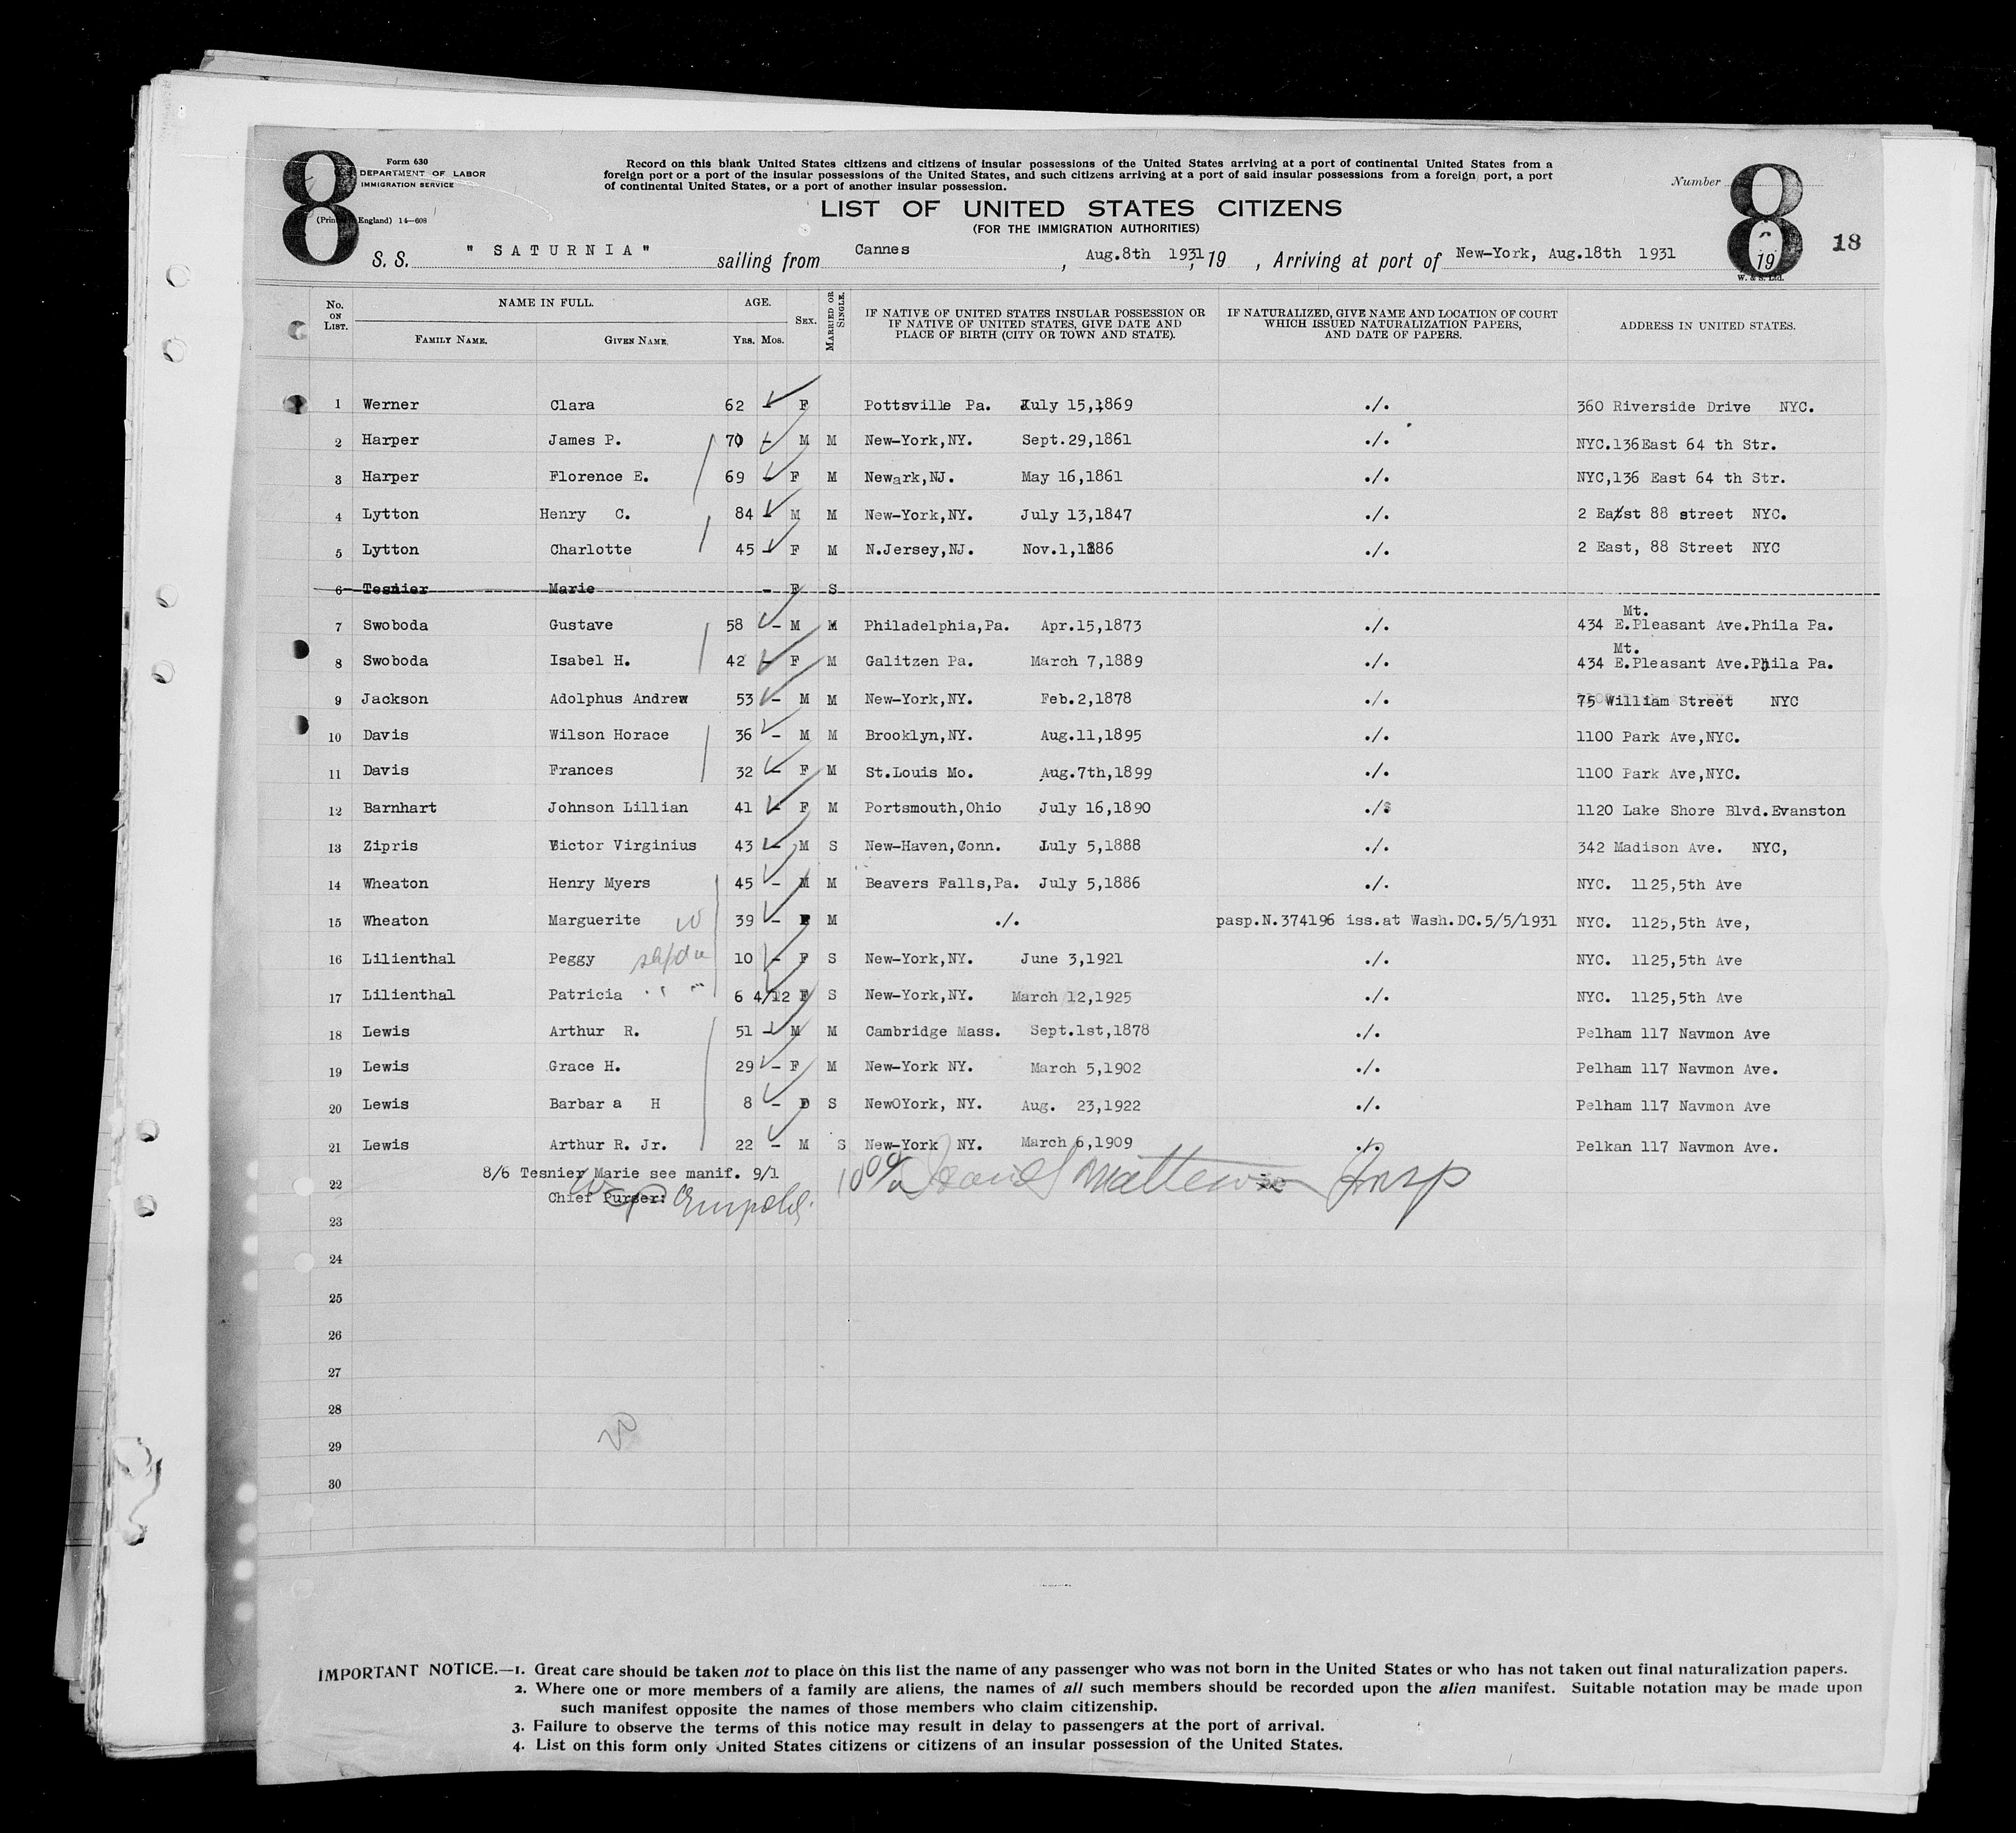 8 Form 630
DEPARTMENT OF LABOR
IMMIGRATION SERVICE
(Printed in England) 14—608
Record on this blank United States citizens and citizens of insular possessions of the United States arriving at a port of continental United States from a
foreign port or a port of the insular possessions of the United States, and such citizens arriving at a port of said insular possessions from a foreign port, a port
of continental United States, or a port of another insular possession.
LIST OF UNITED STATES CITIZENS
(FOR THE IMMIGRATION AUTHORITIES)
Number 8
19
18
W. & S. Ltd.
S. S. " SATURNIA " sailing from Cannes , Aug.8th 1931, 19 , Arriving at port of New-York, Aug.18th 1931
No. ON LIST. NAME IN FULL. AGE. SEX. MARRIED OR SINGLE. IF NATIVE OF UNITED STATES INSULAR POSSESSION OR IF NATIVE OF UNITED STATES, GIVE DATE AND PLACE OF BIRTH (CITY OR TOWN AND STATE). IF NATURALIZED, GIVE NAME AND LOCATION OF COURT WHICH ISSUED NATURALIZATION PAPERS, AND DATE OF PAPERS. ADDRESS IN UNITED STATES.
FAMILY NAME. GIVEN NAME. YRS. MOS.
1 Werner Clara 62 - F Pottsville Pa. July 15,1869 ./. 360 Riverside Drive NYC.
2 Harper James P. 70 - M M New-York,NY. Sept.29,1861 ./. NYC.136East 64 th Str.
3 Harper Florence E. 69 - F M Newark,NJ. May 16,1861 ./. NYC,136 East 64 th Str.
4 Lytton Henry C. 84 - M M New-York,NY. July 13,1847 ./. 2 East 88 street NYC.
5 Lytton Charlotte 45 - F M N.Jersey,NJ. Nov.1,1886 ./. 2 East, 88 Street NYC
6 Tesnier Marie - F S
7 Swoboda Gustave 58 - M M Philadelphia,Pa. Apr.15,1873 ./. 434 E.Mt. Pleasant Ave.Phila Pa.
8 Swoboda Isabel H. 42 - F M Galitzen Pa. March 7,1889 ./. 434 E.Mt. Pleasant Ave.Phila Pa.
9 Jackson Adolphus Andrew 53 - M M New-York,NY. Feb.2,1878 ./. 75 William Street NYC
10 Davis Wilson Horace 36 - M M Brooklyn,NY. Aug.11,1895 ./. 1100 Park Ave,NYC.
11 Davis Frances 32 - F M St.Louis Mo. Aug.7th,1899 ./. 1100 Park Ave,NYC.
12 Barnhart Johnson Lillian 41 - F M Portsmouth,Ohio July 16,1890 ./. 1120 Lake Shore Blvd.Evanston
13 Zipris Victor Virginius 43 - M S New-Haven,Conn. July 5,1888 ./. 342 Madison Ave. NYC,
14 Wheaton Henry Myers 45 - M M Beavers Falls,Pa. July 5,1886 ./. NYC. 1125,5th Ave
15 Wheaton Marguerite w 39 - F M ./. pasp.N.374196 iss.at Wash.DC.5/5/1931 NYC. 1125,5th Ave,
16 Lilienthal Peggy 10 - F S New-York,NY. June 3,1921 ./. NYC. 1125,5th Ave
17 Lilienthal Patricia " " 6 4/12 F S New-York,NY. March 12,1925 ./. NYC. 1125,5th Ave
18 Lewis Arthur R. 51 - M M Cambridge Mass. Sept.1st,1878 ./. Pelham 117 Navmon Ave
19 Lewis Grace H. 29 - F M New-York NY. March 5,1902 ./. Pelham 117 Navmon Ave.
20 Lewis Barbar a H 8 - S NewOYork, NY. Aug. 23,1922 ./. Pelham 117 Navmon Ave
21 Lewis Arthur R. Jr. 22 - M S New-York NY. March 6,1909 ./. Pelkan 117 Navmon Ave.
8/6 Tesnier Marie see manif. 9/1
22
Chief Purser: Insp
23
24
25
26
27
28
20
29
30
IMPORTANT NOTICE.—1. Great care should be taken not to place on this list the name of any passenger who was not born in the United States or who has not taken out final naturalization papers.
2. Where one or more members of a family are aliens, the names of all such members should be recorded upon the alien manifest. Suitable notation may be made upon
such manifest opposite the names of those members who claim citizenship.
3. Failure to observe the terms of this notice may result in delay to passengers at the port of arrival.
4. List on this form only United States citizens or citizens of an insular possession of the United States.